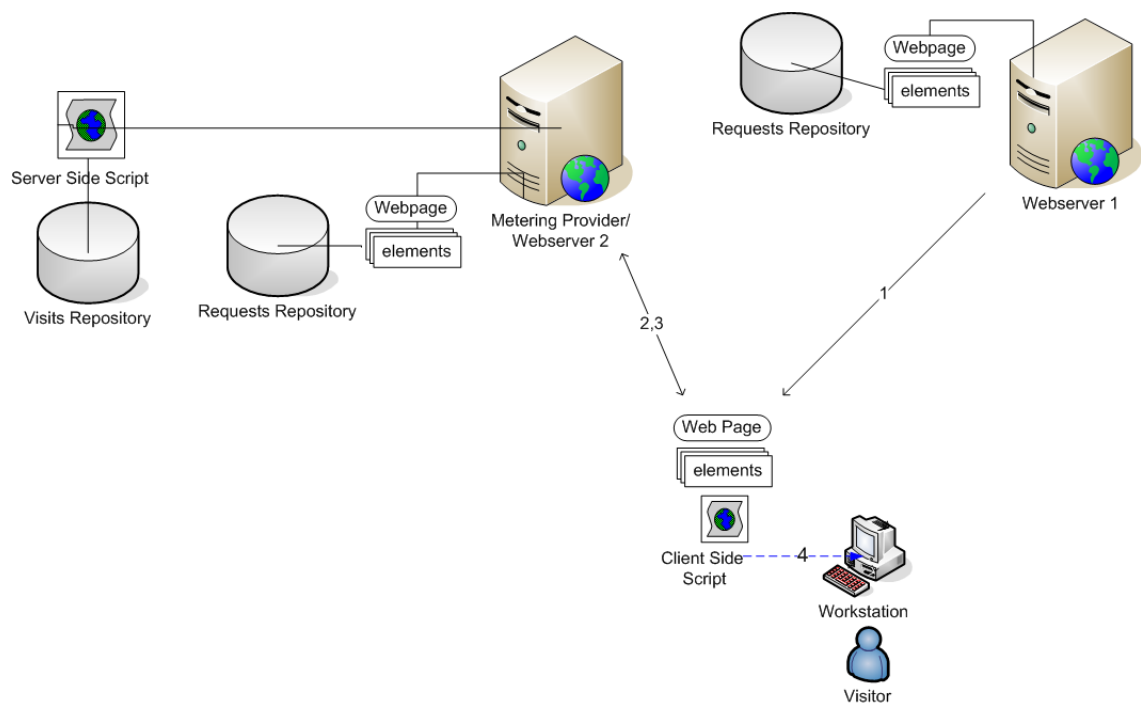 Webpage
elements
Requests Repository
Webserver 1
Server Side Script
Visits Repository
Webpage
elements
Requests Repository
Metering Provider/
Webserver 2
1
2,3
Web Page
elements
Client Side
Script
4
Workstation
Visitor